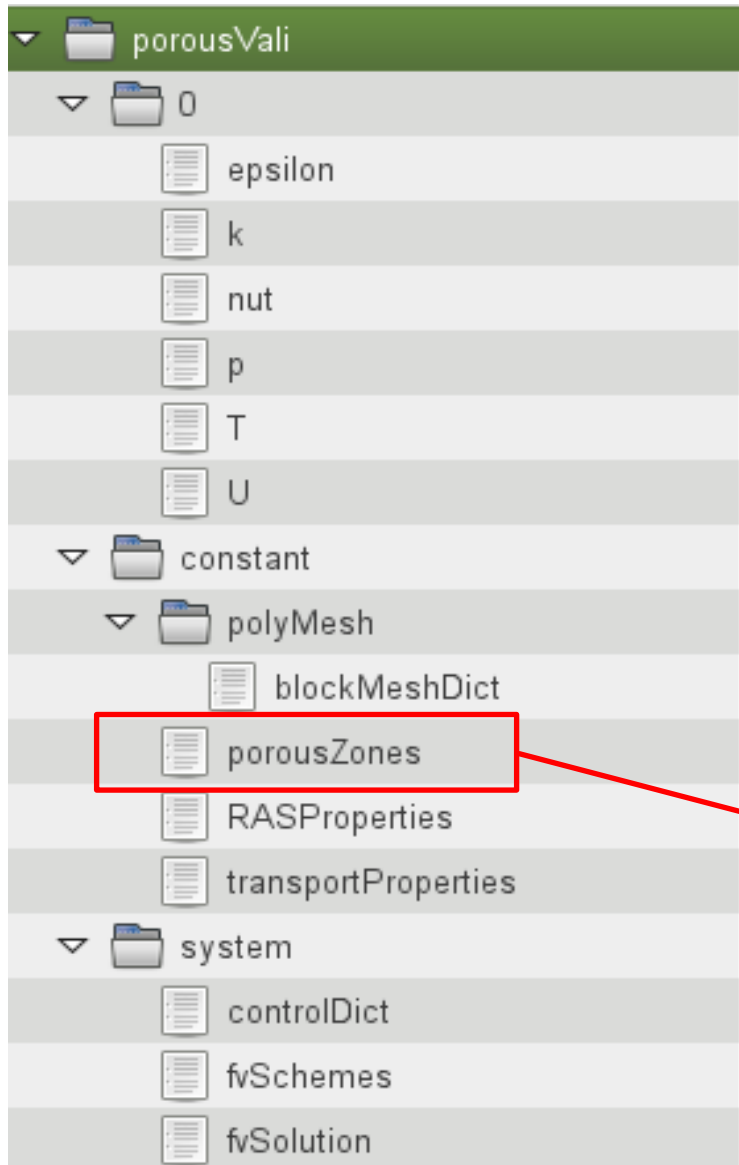 porousVali
0
epsilon
k
nut
p
T
U
constant
polyMesh
blockMeshDict
porousZones
RASProperties
transportProperties
system
controlDict
fvSchemes
fvSolution